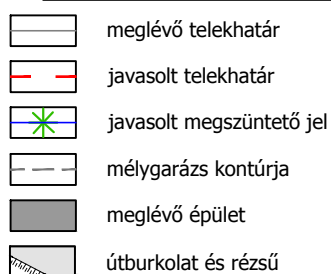 meglévő telekhatár
javasolt telekhatár
javasolt megszüntető jel
mélygarázs kontúrja
meglévő épület
útburkolat és rézsű